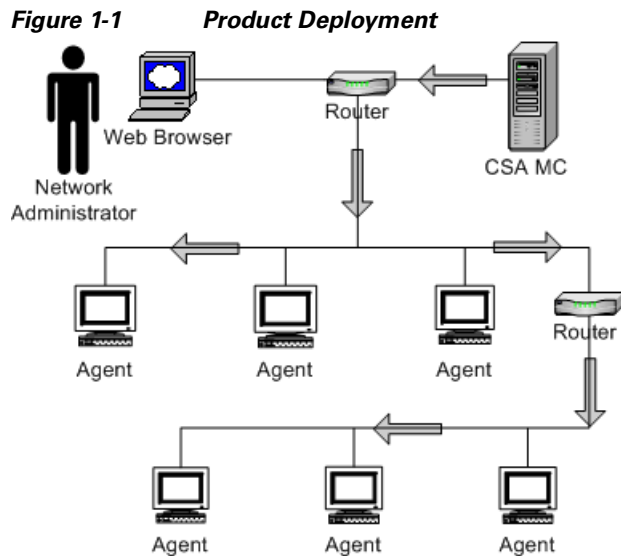 Figure 1-1 Product Deployment
Router
Web Browser
CSA MC
Network
Administrator
Agent
Agent
Agent
Router
Agent
Agent
Agent